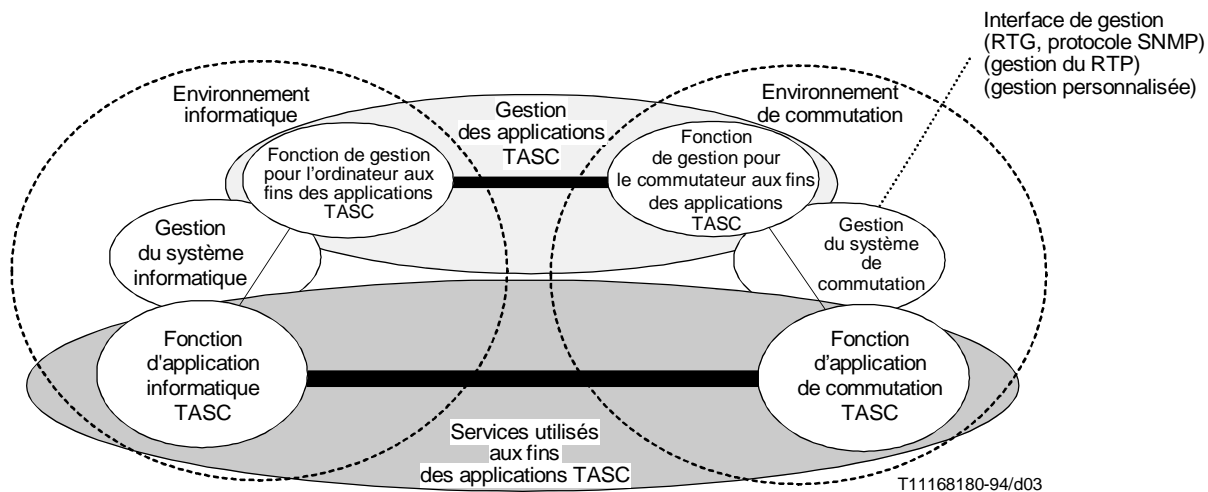 Interface de gestion
(RTG, protocole SNMP)
(gestion du RTP)
(gestion personnalisée)
Environnement
informatique
Gestion
des applications
TASC
Environnement
de commutation
Fonction de gestion
pour l'ordinateur aux
fins des applications
TASC
Fonction
de gestion pour
le commutateur aux fins
des applications
TASC
Gestion
du système
informatique
Gestion
du système
de
commutation
Fonction
d'application
informatique
TASC
Fonction
d'application
de commutation
TASC
Services utilisés
aux fins
des applications TASC
T11168180-94/d03